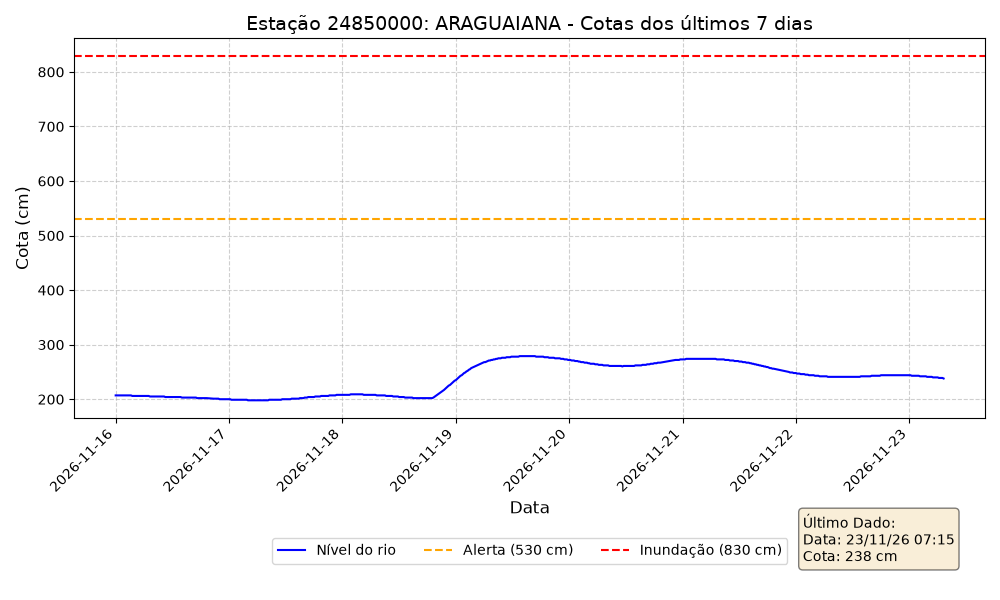 Estação 24850000: ARAGUAIANA - Cotas dos últimos 7 dias
Cota (cm)
800
700
600
500
400
300
200
2026-11-16
2026-11-17
2026-11-18
2026-11-19
2026-11-20
2026-11-21
2026-11-22
2026-11-23
Data
Nível do rio
Alerta (530 cm)
Inundação (830 cm)
Último Dado:
Data: 23/11/26 07:15
Cota: 238 cm